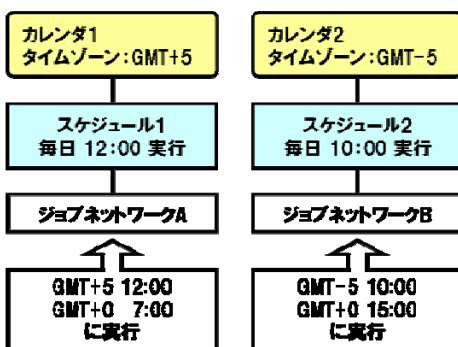 カレンダ1
タイムゾーン:GMT+5
スケジュール1
毎日 12:00 実行
ジョブネットワークA
GMT+5 12:00
GMT+0 7:00
に実行
カレンダ2
タイムゾーン:GMT-5
スケジュール2
毎日 10:00 実行
ジョブネットワークB
GMT-5 10:00
GMT+0 15:00
に実行